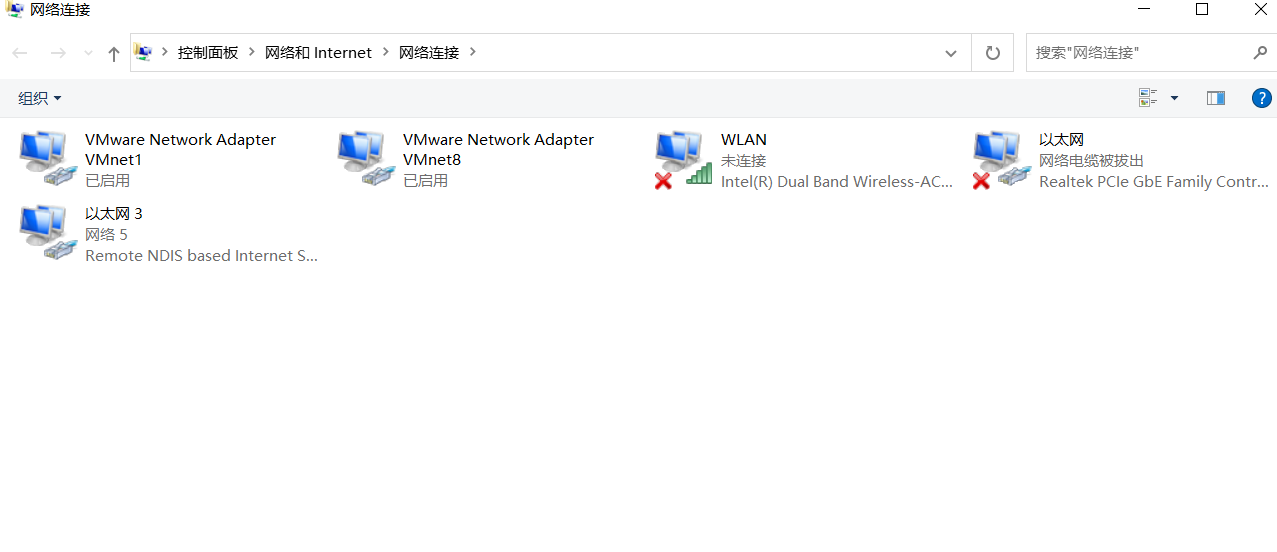 网络连接
控制面板 网络和 Internet 网络连接
搜索"网络连接"
组织
?
VMware Network Adapter
VMnet1
已启用
VMware Network Adapter
VMnet8
已启用
WLAN
未连接
Intel(R) Dual Band Wireless-AC...
以太网
网络电缆被拔出
Realtek PCIe GbE Family Contr...
以太网 3
网络 5
Remote NDIS based Internet S...